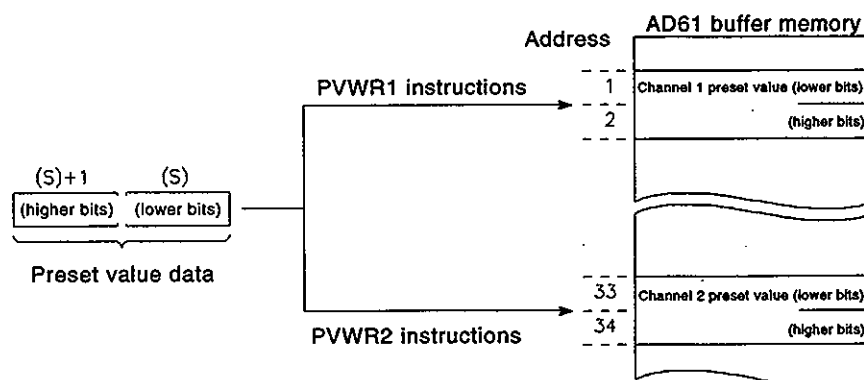 AD61 buffer memory
Address
PVWR1 instructions
1
Channel 1 preset value (lower bits)
2
(higher bits)
(S)+1
(S)
(higher bits)
(lower bits)
Preset value data
33
Channel 2 preset value (lower bits)
34
(higher bits)
PVWR2 instructions